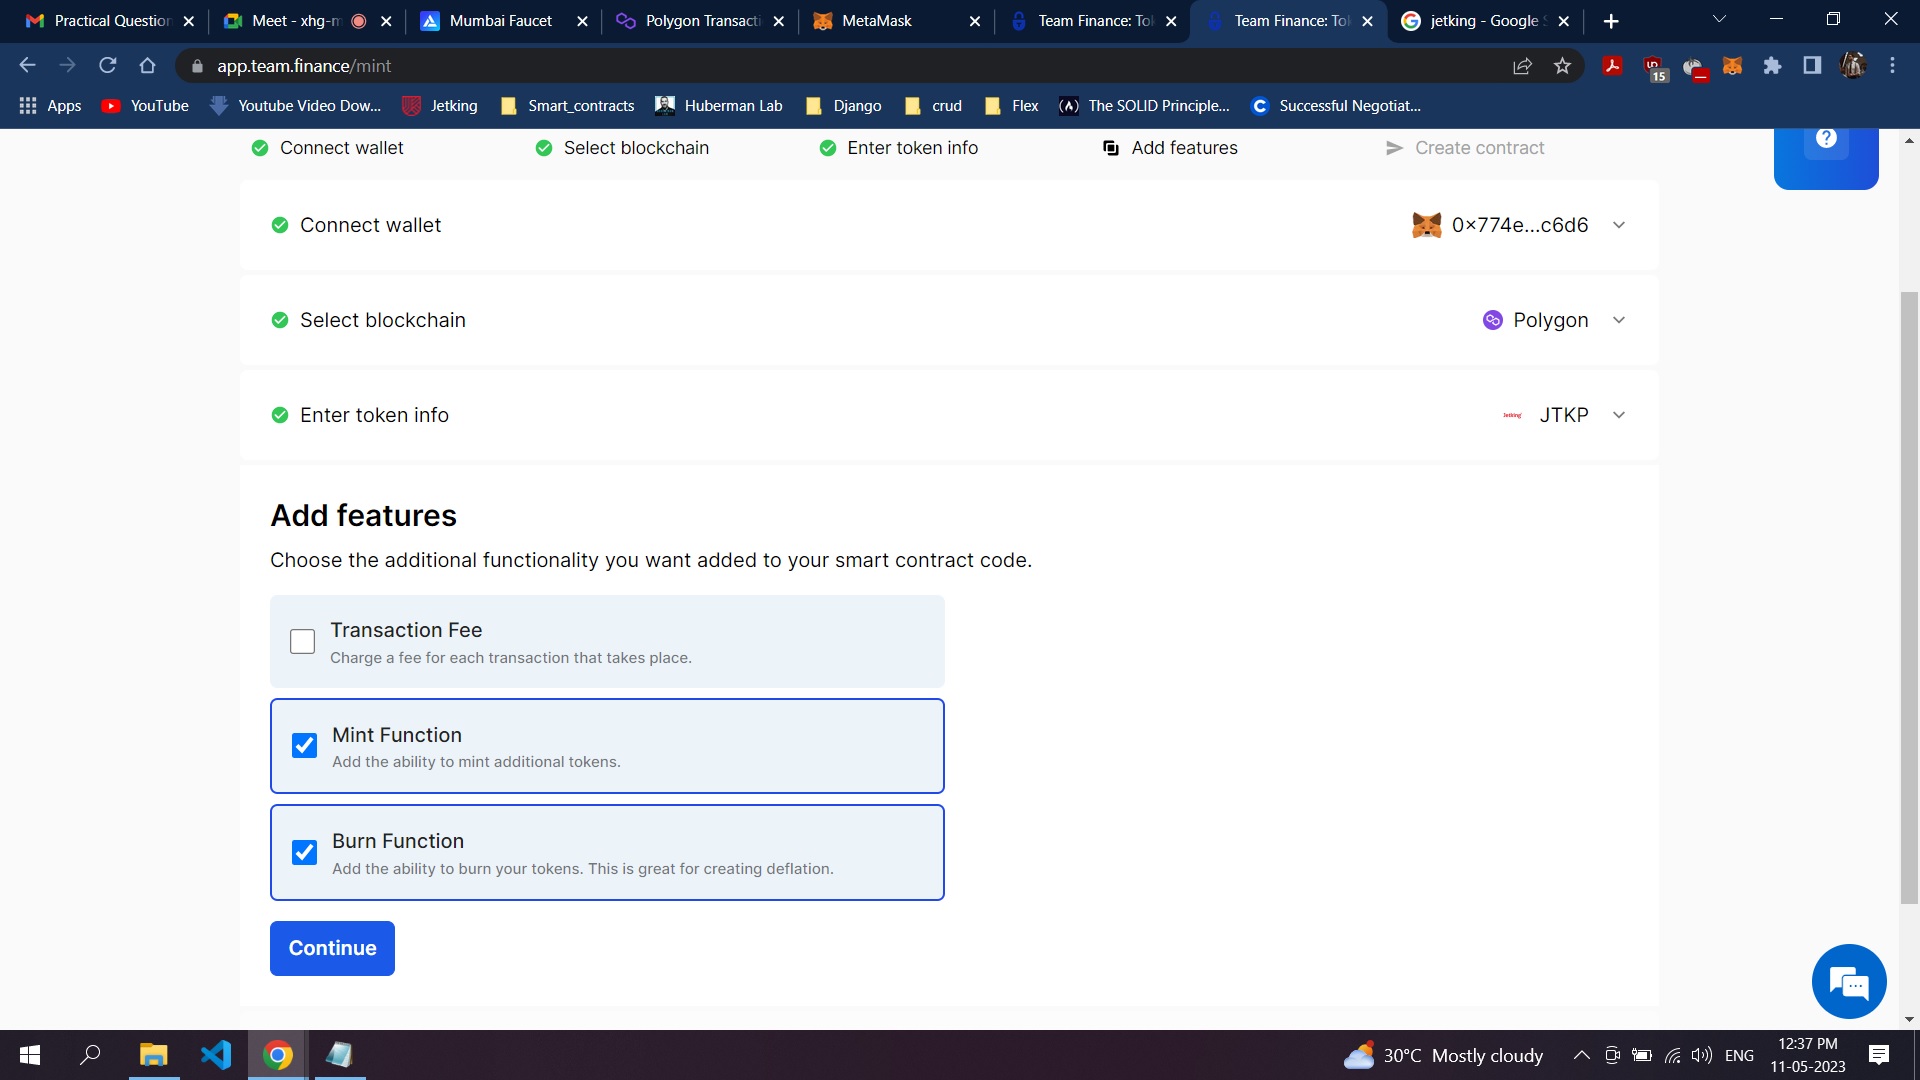 Practical Question
Meet - xhg-m
Mumbai Faucet
Polygon Transacti
MetaMask
Team Finance: Tok
Team Finance: Tok
jetking - Google S
app.team.finance/mint
15
Apps
YouTube
Youtube Video Dow...
Jetking
Smart_contracts
Huberman Lab
Django
crud
Flex
The SOLID Principle...
Successful Negotiat...
Connect wallet
Select blockchain
Enter token info
Add features
Create contract
Connect wallet
0×774e...c6d6
Select blockchain
Polygon
Enter token info
Jetking
JTKP
Add features
Choose the additional functionality you want added to your smart contract code.
Transaction Fee
Charge a fee for each transaction that takes place.
Mint Function
Add the ability to mint additional tokens.
Burn Function
Add the ability to burn your tokens. This is great for creating deflation.
Continue
30°C Mostly cloudy
ENG
12:37 PM
11-05-2023